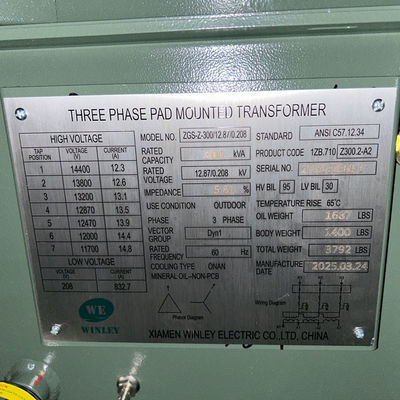 THREE PHASE PAD MOUNTED TRANSFORMER
HIGH VOLTAGE
TAP POSITION VOLTAGE (V) CURRENT (A)
1 14400 12.3
2 13800 12.6
3 13200 13.1
4 12870 13.5
5 12470 13.9
6 12000 14.4
7 11700 14.8
LOW VOLTAGE
VOLTAGE (V) CURRENT (A)
208 832.7
WE
WINLEY
MODEL NO. ZGS-Z-300/12.87/0.208
RATED CAPACITY kVA
RATED VOLTAGE 12.87/0.208 kV
IMPEDANCE %
USE CONDITION OUTDOOR
PHASE 3 PHASE
VECTOR GROUP Dyn1
RATED FREQUENCY 60 Hz
COOLING TYPE ONAN
MINERAL OIL-NON-PCB
Phasor Diagram
STANDARD ANSI C57.12.34
PRODUCT CODE 1ZB.710 Z300.2-A2
SERIAL NO.
HV BIL 95 LV BIL 30
TEMPERATURE RISE 65℃
OIL WEIGHT 1687 LBS
BODY WEIGHT 1400 LBS
TOTAL WEIGHT 3792 LBS
MANUFACTURE DATE 2025.03.24
Wiring Diagram
XIAMEN WINLEY ELECTRIC CO.,LTD, CHINA